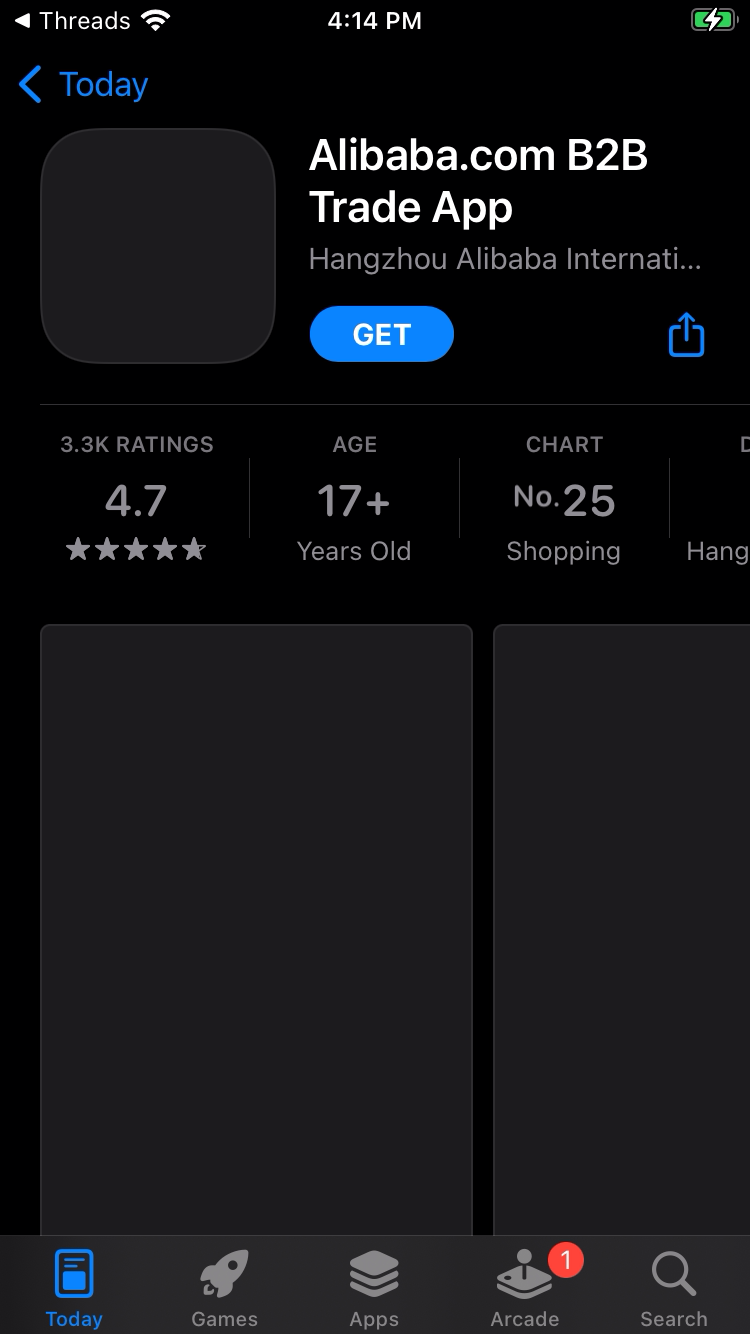 Threads
4:14 PM
Today
Alibaba.com B2B
Trade App
Hangzhou Alibaba Internati...
GET
3.3K RATINGS
4.7
AGE
17+
Years Old
CHART
No.25
Shopping
D
Hang
Today
Games
Apps
Arcade
1
Search